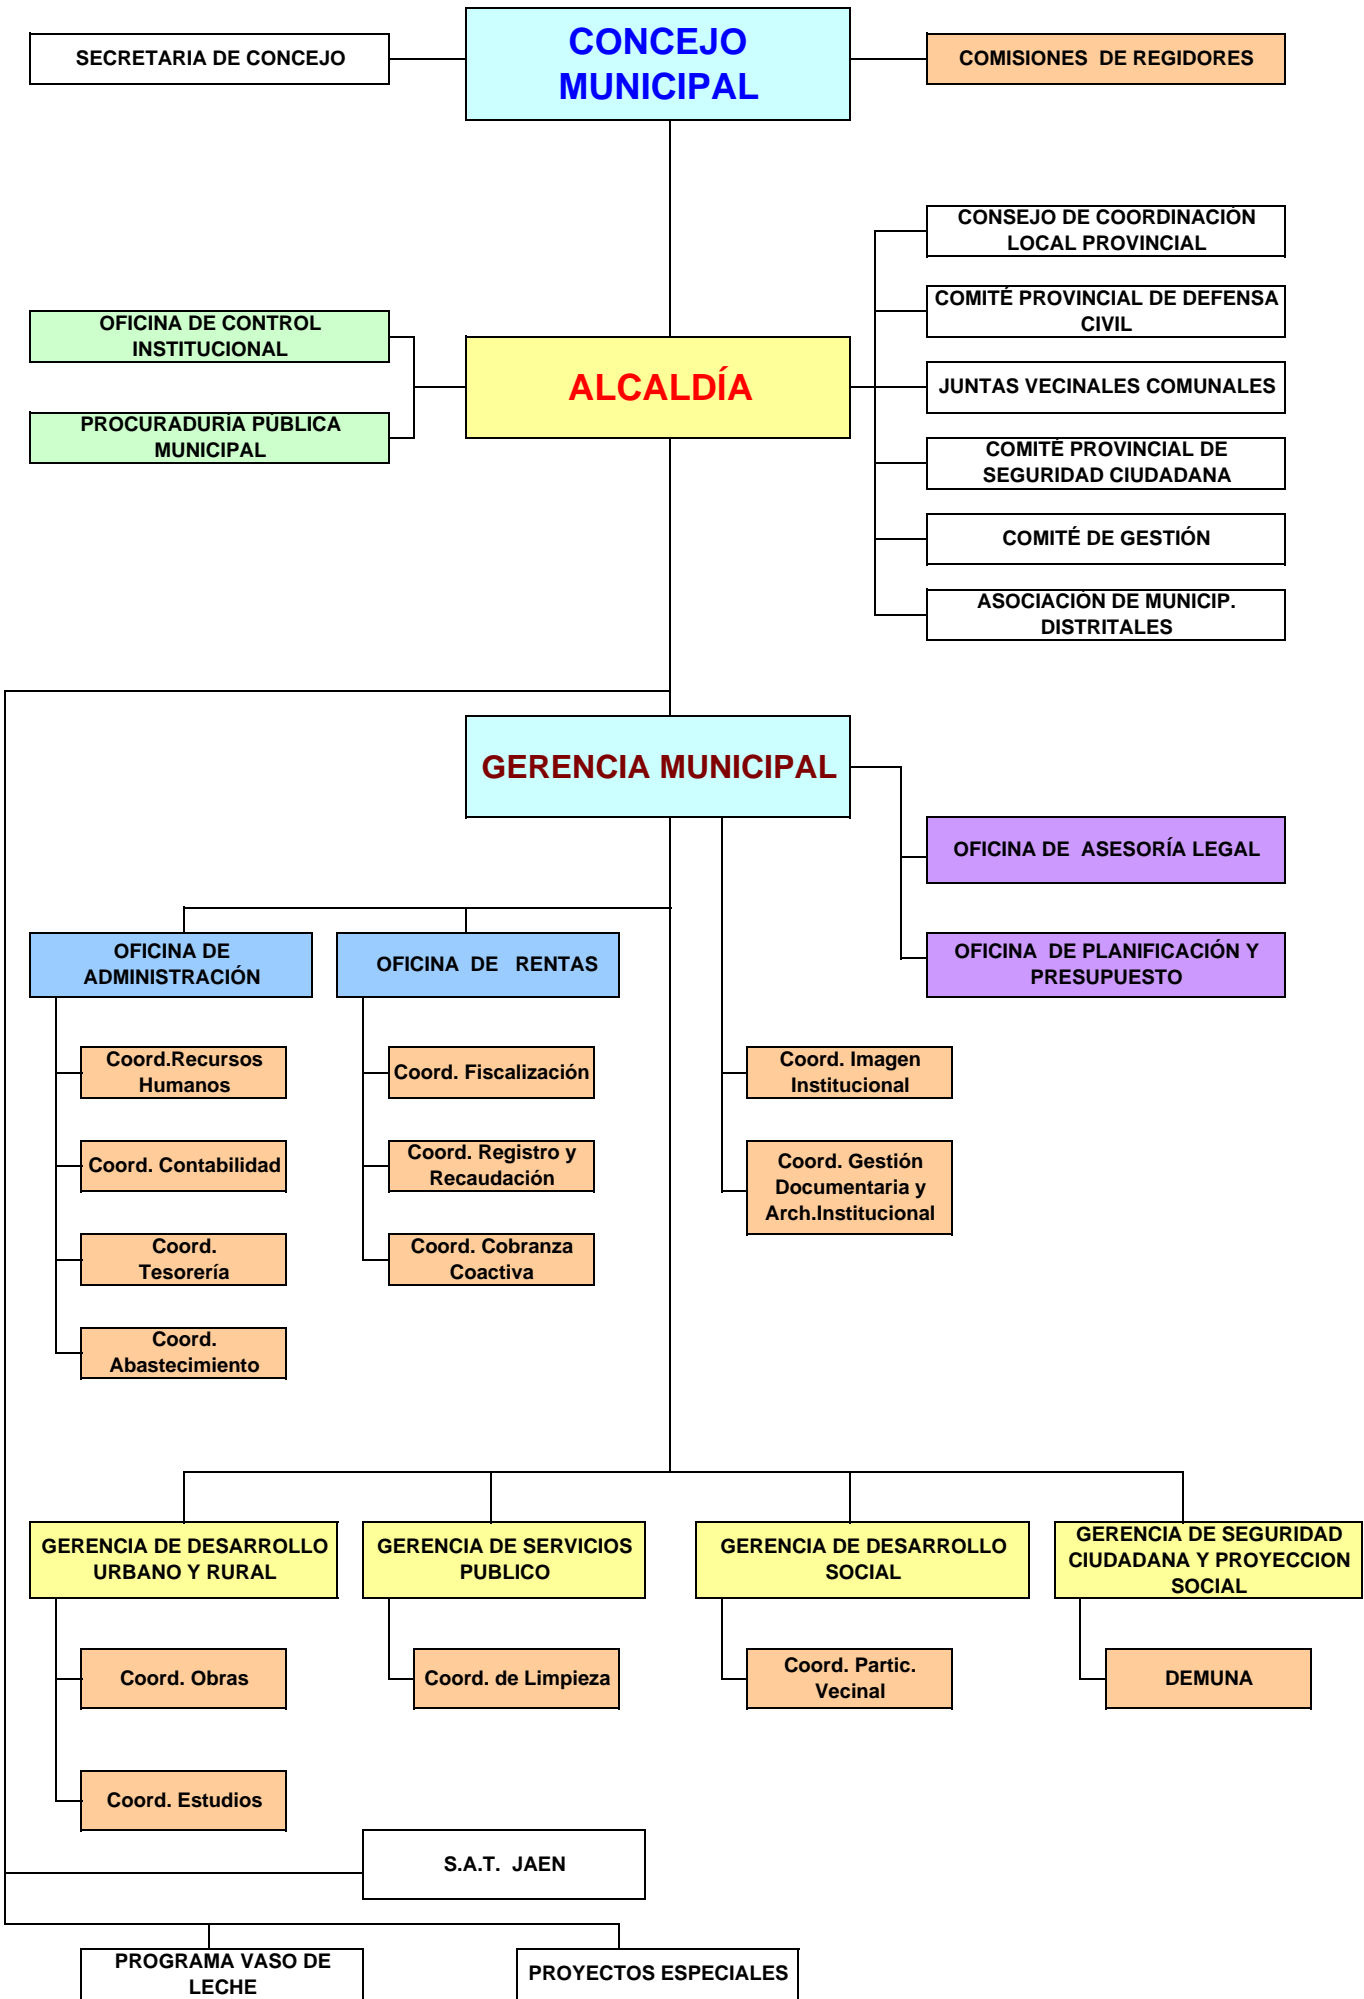 SECRETARIA DE CONCEJO
CONCEJO
MUNICIPAL
COMISIONES DE REGIDORES
CONSEJO DE COORDINACIÓN
LOCAL PROVINCIAL
COMITÉ PROVINCIAL DE DEFENSA
CIVIL
OFICINA DE CONTROL
INSTITUCIONAL
ALCALDÍA
JUNTAS VECINALES COMUNALES
PROCURADURÍA PÚBLICA
MUNICIPAL
COMITÉ PROVINCIAL DE
SEGURIDAD CIUDADANA
COMITÉ DE GESTIÓN
ASOCIACIÓN DE MUNICIP.
DISTRITALES
GERENCIA MUNICIPAL
OFICINA DE ASESORÍA LEGAL
OFICINA DE
ADMINISTRACIÓN
OFICINA DE RENTAS
OFICINA DE PLANIFICACIÓN Y
PRESUPUESTO
Coord.Recursos
Humanos
Coord. Fiscalización
Coord. Imagen
Institucional
Coord. Contabilidad
Coord. Registro y
Recaudación
Coord. Gestión
Documentaria y
Arch.Institucional
Coord.
Tesorería
Coord. Cobranza
Coactiva
Coord.
Abastecimiento
GERENCIA DE DESARROLLO
URBANO Y RURAL
GERENCIA DE SERVICIOS
PUBLICO
GERENCIA DE DESARROLLO
SOCIAL
GERENCIA DE SEGURIDAD
CIUDADANA Y PROYECCION
SOCIAL
Coord. Obras
Coord. de Limpieza
Coord. Partic.
Vecinal
DEMUNA
Coord. Estudios
S.A.T. JAEN
PROGRAMA VASO DE
LECHE
PROYECTOS ESPECIALES